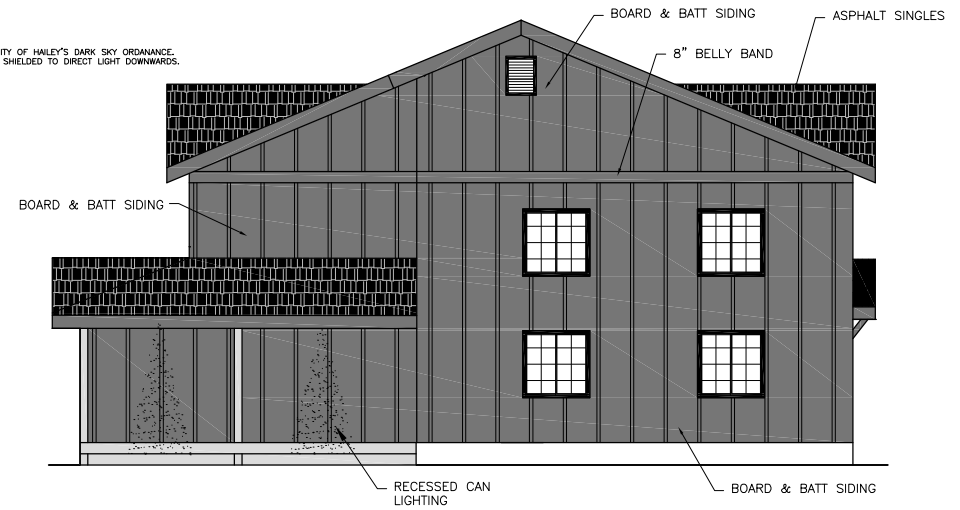 BOARD & BATT SIDING
ASPHALT SINGLES
ITY OF HAILEY'S DARK SKY ORDANANCE.
SHIELDED TO DIRECT LIGHT DOWNWARDS.
8" BELLY BAND
BOARD & BATT SIDING
RECESSED CAN
LIGHTING
BOARD & BATT SIDING